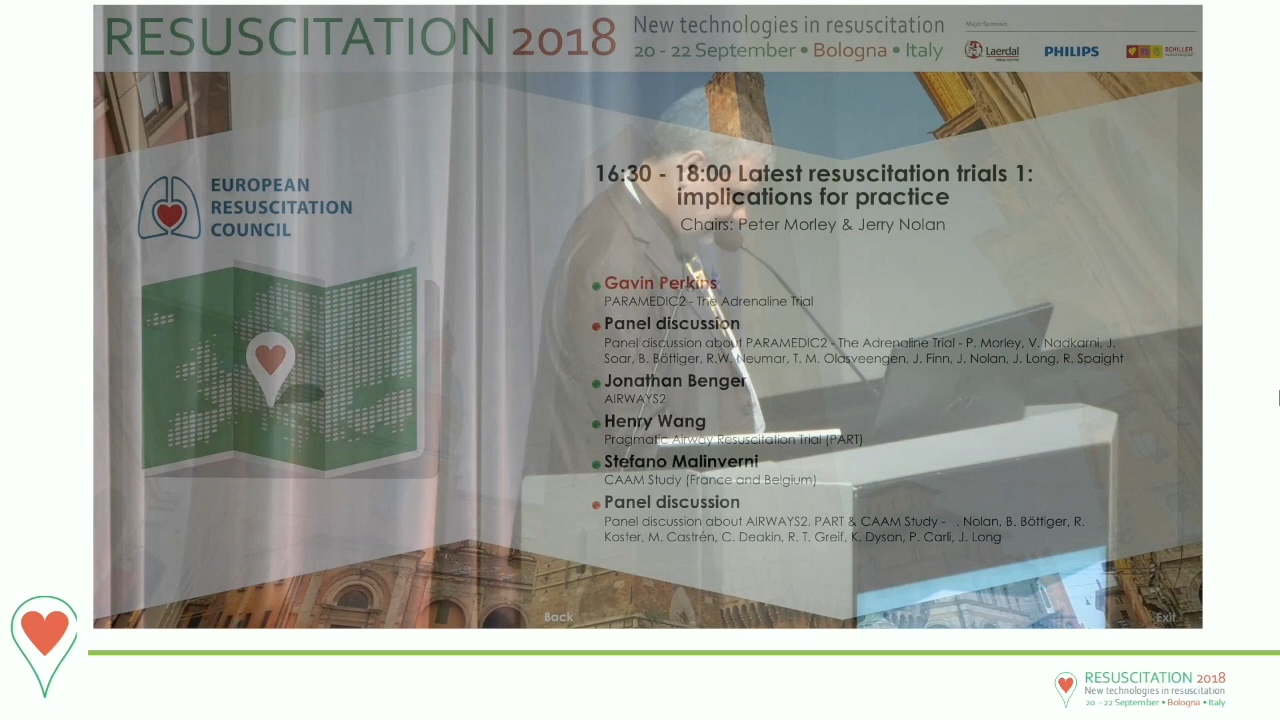 RESUSCITATION 2018
New technologies in resuscitation
20 - 22 September • Bologna • Italy
Major Sponsors
Laerdal
PHILIPS
SCHILLER
EUROPEAN
RESUSCITATION
COUNCIL
16:30 - 18:00 Latest resuscitation trials 1:
implications for practice
Chairs: Peter Morley & Jerry Nolan
Gavin Perkins
PARAMEDIC2 - The Adrenaline Trial
Panel discussion
Panel discussion about PARAMEDIC2 - The Adrenaline Trial - P. Morley, V. Nadkarni, J.
Soar, B. Böttiger, R.W. Neumar, T. M. Olasveengen, J. Finn, J. Nolan, J. Long, R. Spaight
Jonathan Benger
AIRWAYS2
Henry Wang
Pragmatic Airway Resuscitation Trial (PART)
Stefano Malinverni
CAAM Study (France and Belgium)
Panel discussion
Panel discussion about AIRWAYS2, PART & CAAM Study - . Nolan, B. Böttiger, R.
Koster, M. Castrén, C. Deakin, R. T. Greif, K. Dyson, P. Carli, J. Long
Back
Exit
RESUSCITATION 2018
New technologies in resuscitation
20 - 22 September • Bologna • Italy